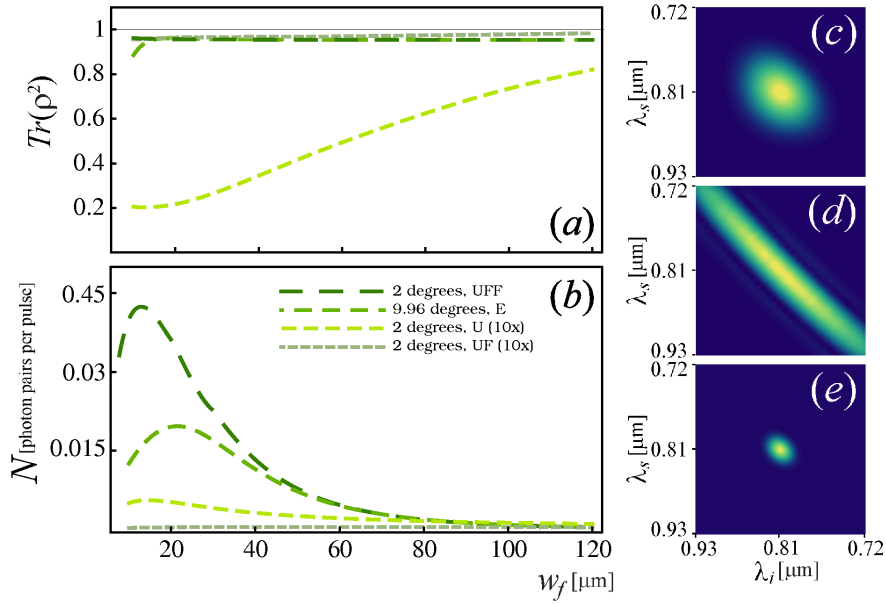 1
0.8
0.6
0.4
0.2
Tr(ρ²)
(a)
0.45
0.03
0.015
N [photon pairs per pulse]
(b)
2 degrees, UFF
9.96 degrees, E
2 degrees, U (10x)
2 degrees, UF (10x)
20 40 60 80 100 120
w_f [μm]
0.72
0.81
0.93
λ_s [μm]
(c)
0.72
0.81
0.93
λ_s [μm]
(d)
0.72
0.81
0.93
λ_s [μm]
(e)
0.93 0.81 0.72
λ_i [μm]